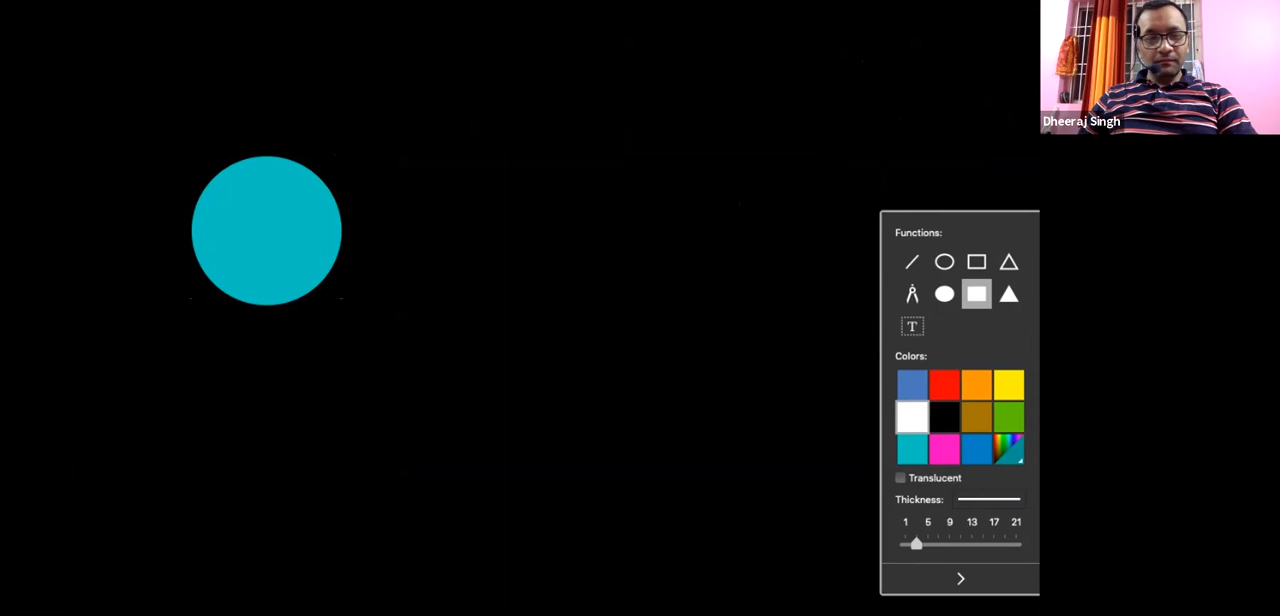 Dheeraj Singh
Functions:
T
Colors:
Translucent
Thickness:
1 5 9 13 17 21